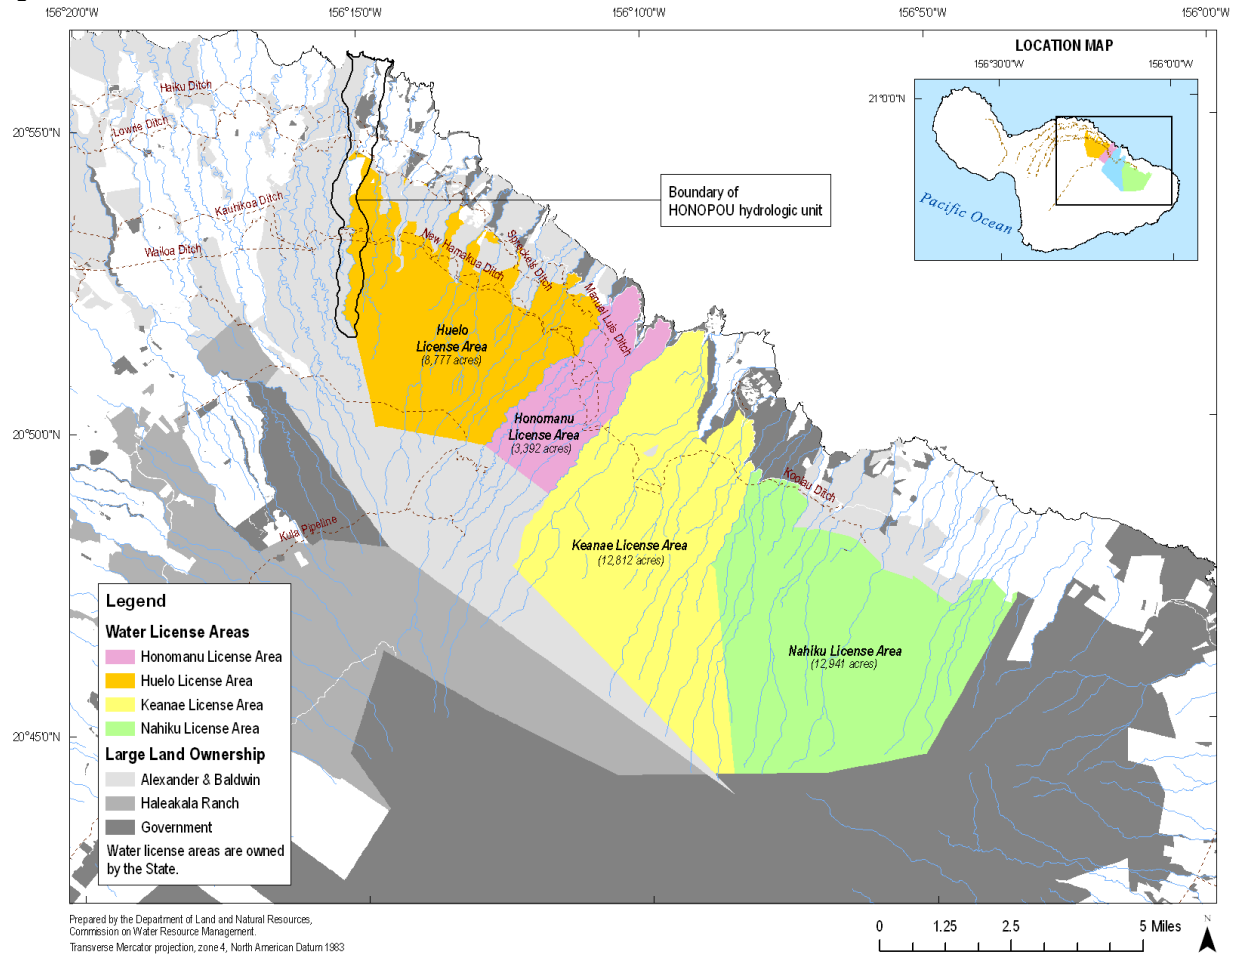 156°20'0"W
156°15'0"W
156°10'0"W
156°5'0"W
156°0'0"W
LOCATION MAP
156°30'0"W
156°0'0"W
21°0'0"N
Pacific Ocean
20°55'0"N
20°50'0"N
20°45'0"N
Haiku Ditch
Lowrie Ditch
Kauhikoa Ditch
Wailoa Ditch
New Hamakua Ditch
Spreckels Ditch
Manuel Luis Ditch
Koolau Ditch
Kula Pipeline
Boundary of
HONOPOU hydrologic unit
Huelo
License Area
(8,777 acres)
Honomanu
License Area
(3,392 acres)
Keanae License Area
(12,812 acres)
Nahiku License Area
(12,941 acres)
Legend
Water License Areas
Honomanu License Area
Huelo License Area
Keanae License Area
Nahiku License Area
Large Land Ownership
Alexander & Baldwin
Haleakala Ranch
Government
Water license areas are owned
by the State.
Prepared by the Department of Land and Natural Resources,
Commission on Water Resource Management.
Transverse Mercator projection, zone 4, North American Datum 1983
0 1.25 2.5 5 Miles
N